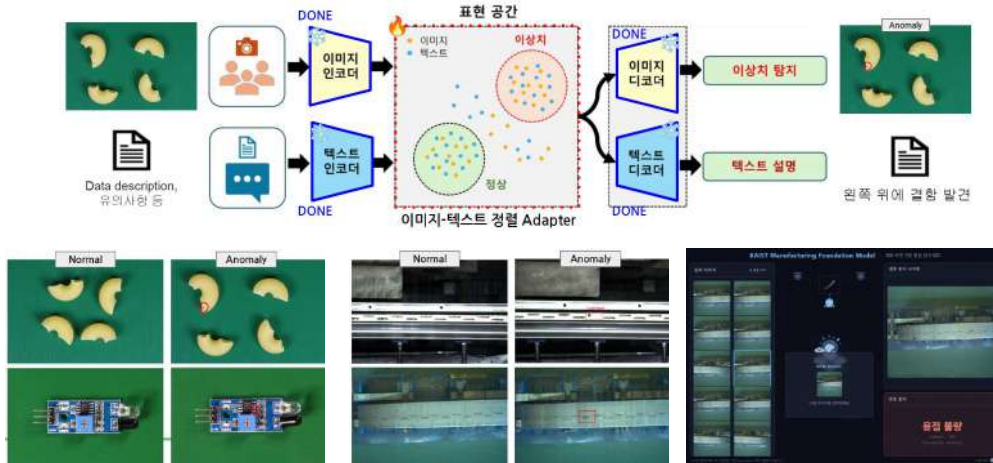 DONE
표현 공간
DONE
Anomaly
이미지
텍스트
이상치
이미지
인코더
이미지
디코더
이상치 탐지
Data description,
유의사항 등
텍스트
인코더
정상
텍스트
디코더
텍스트 설명
왼쪽 위에 결함 발견
DONE
DONE
이미지-텍스트 정렬 Adapter
Normal
Anomaly
Normal
Anomaly
KAIST Manufacturing Foundation Model
용접 불량